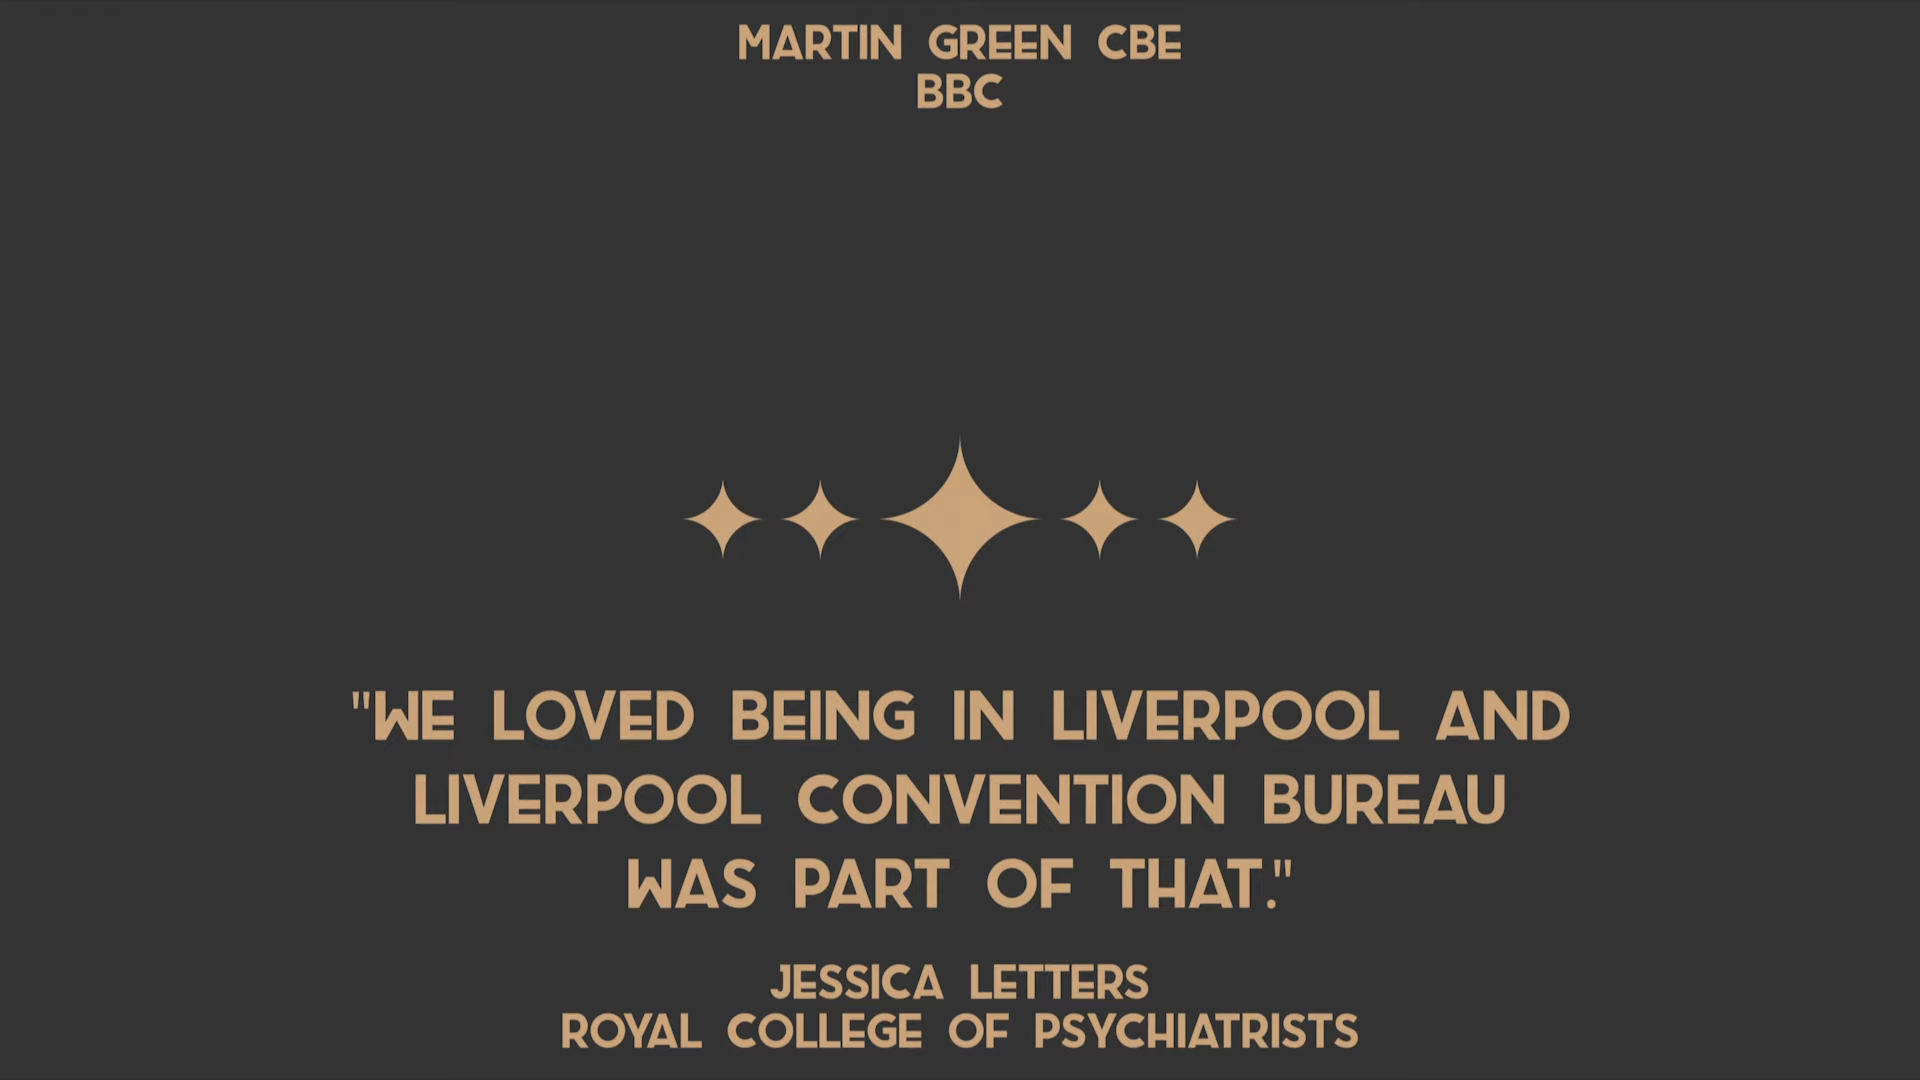 MARTIN GREEN CBE
BBC
"WE LOVED BEING IN LIVERPOOL AND
LIVERPOOL CONVENTION BUREAU
WAS PART OF THAT."
JESSICA LETTERS
ROYAL COLLEGE OF PSYCHIATRISTS